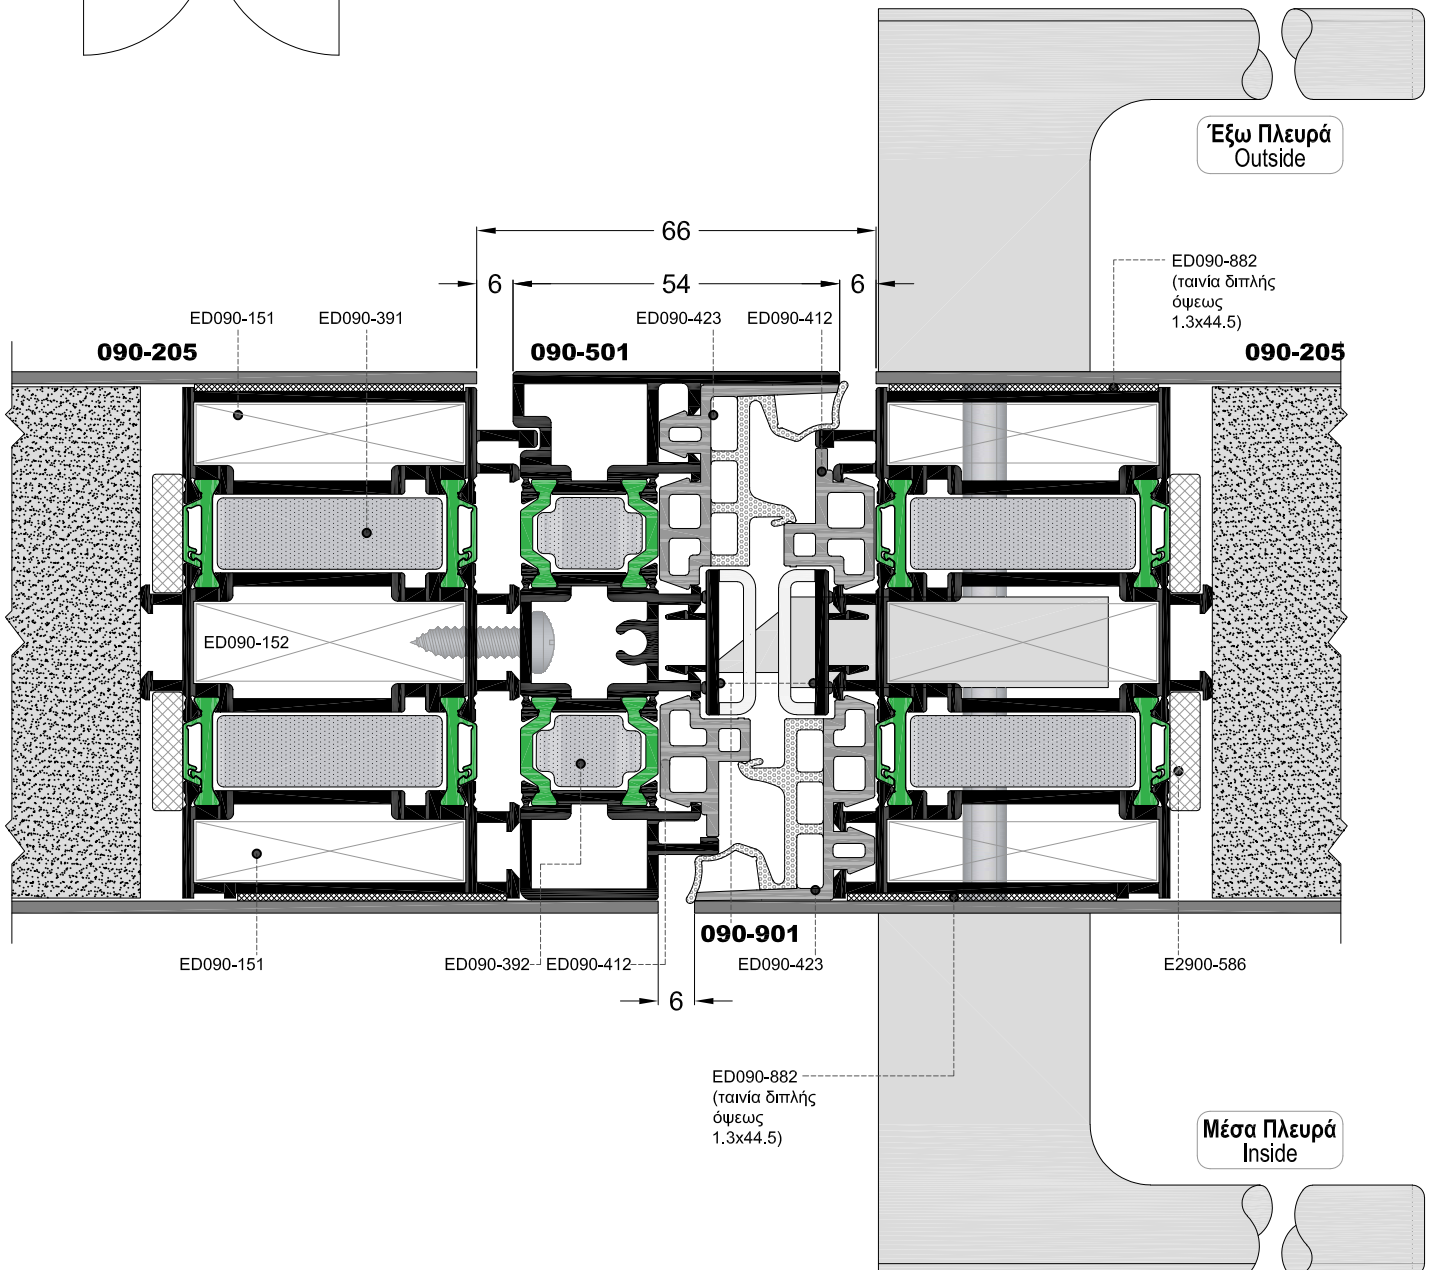 Έξω Πλευρά
Outside
66
6
54
6
ED090-882
(ταινία διπλής
όψεως
1.3x44.5)
ED090-151
ED090-391
ED090-423
ED090-412
090-205
090-501
090-205
ED090-152
090-901
ED090-151
ED090-392
ED090-412
ED090-423
E2900-586
6
ED090-882
(ταινία διπλής
όψεως
1.3x44.5)
Μέσα Πλευρά
Inside